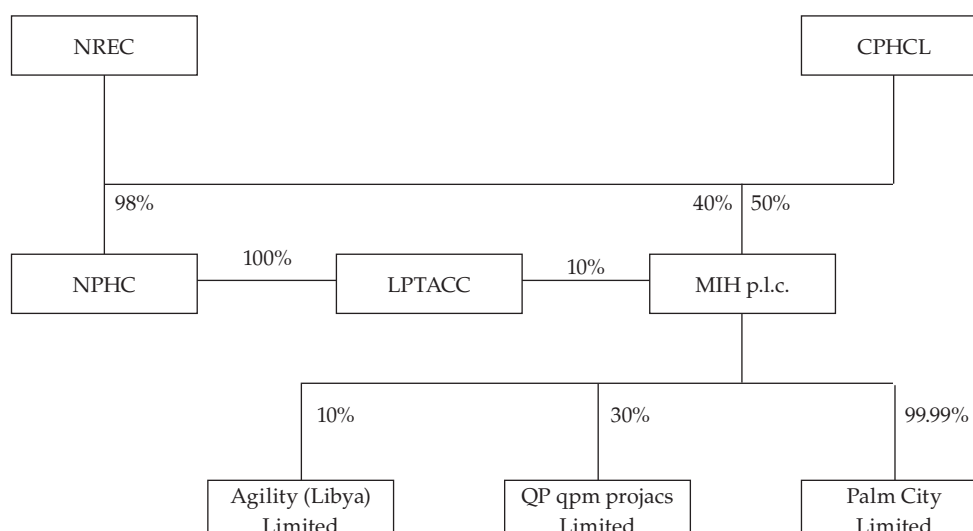 NREC
CPHCL
98%
40%
50%
NPHC
100%
LPTACC
10%
MIH p.l.c.
10%
30%
99.99%
Agility (Libya)
Limited
QP qpm projacs
Limited
Palm City
Limited